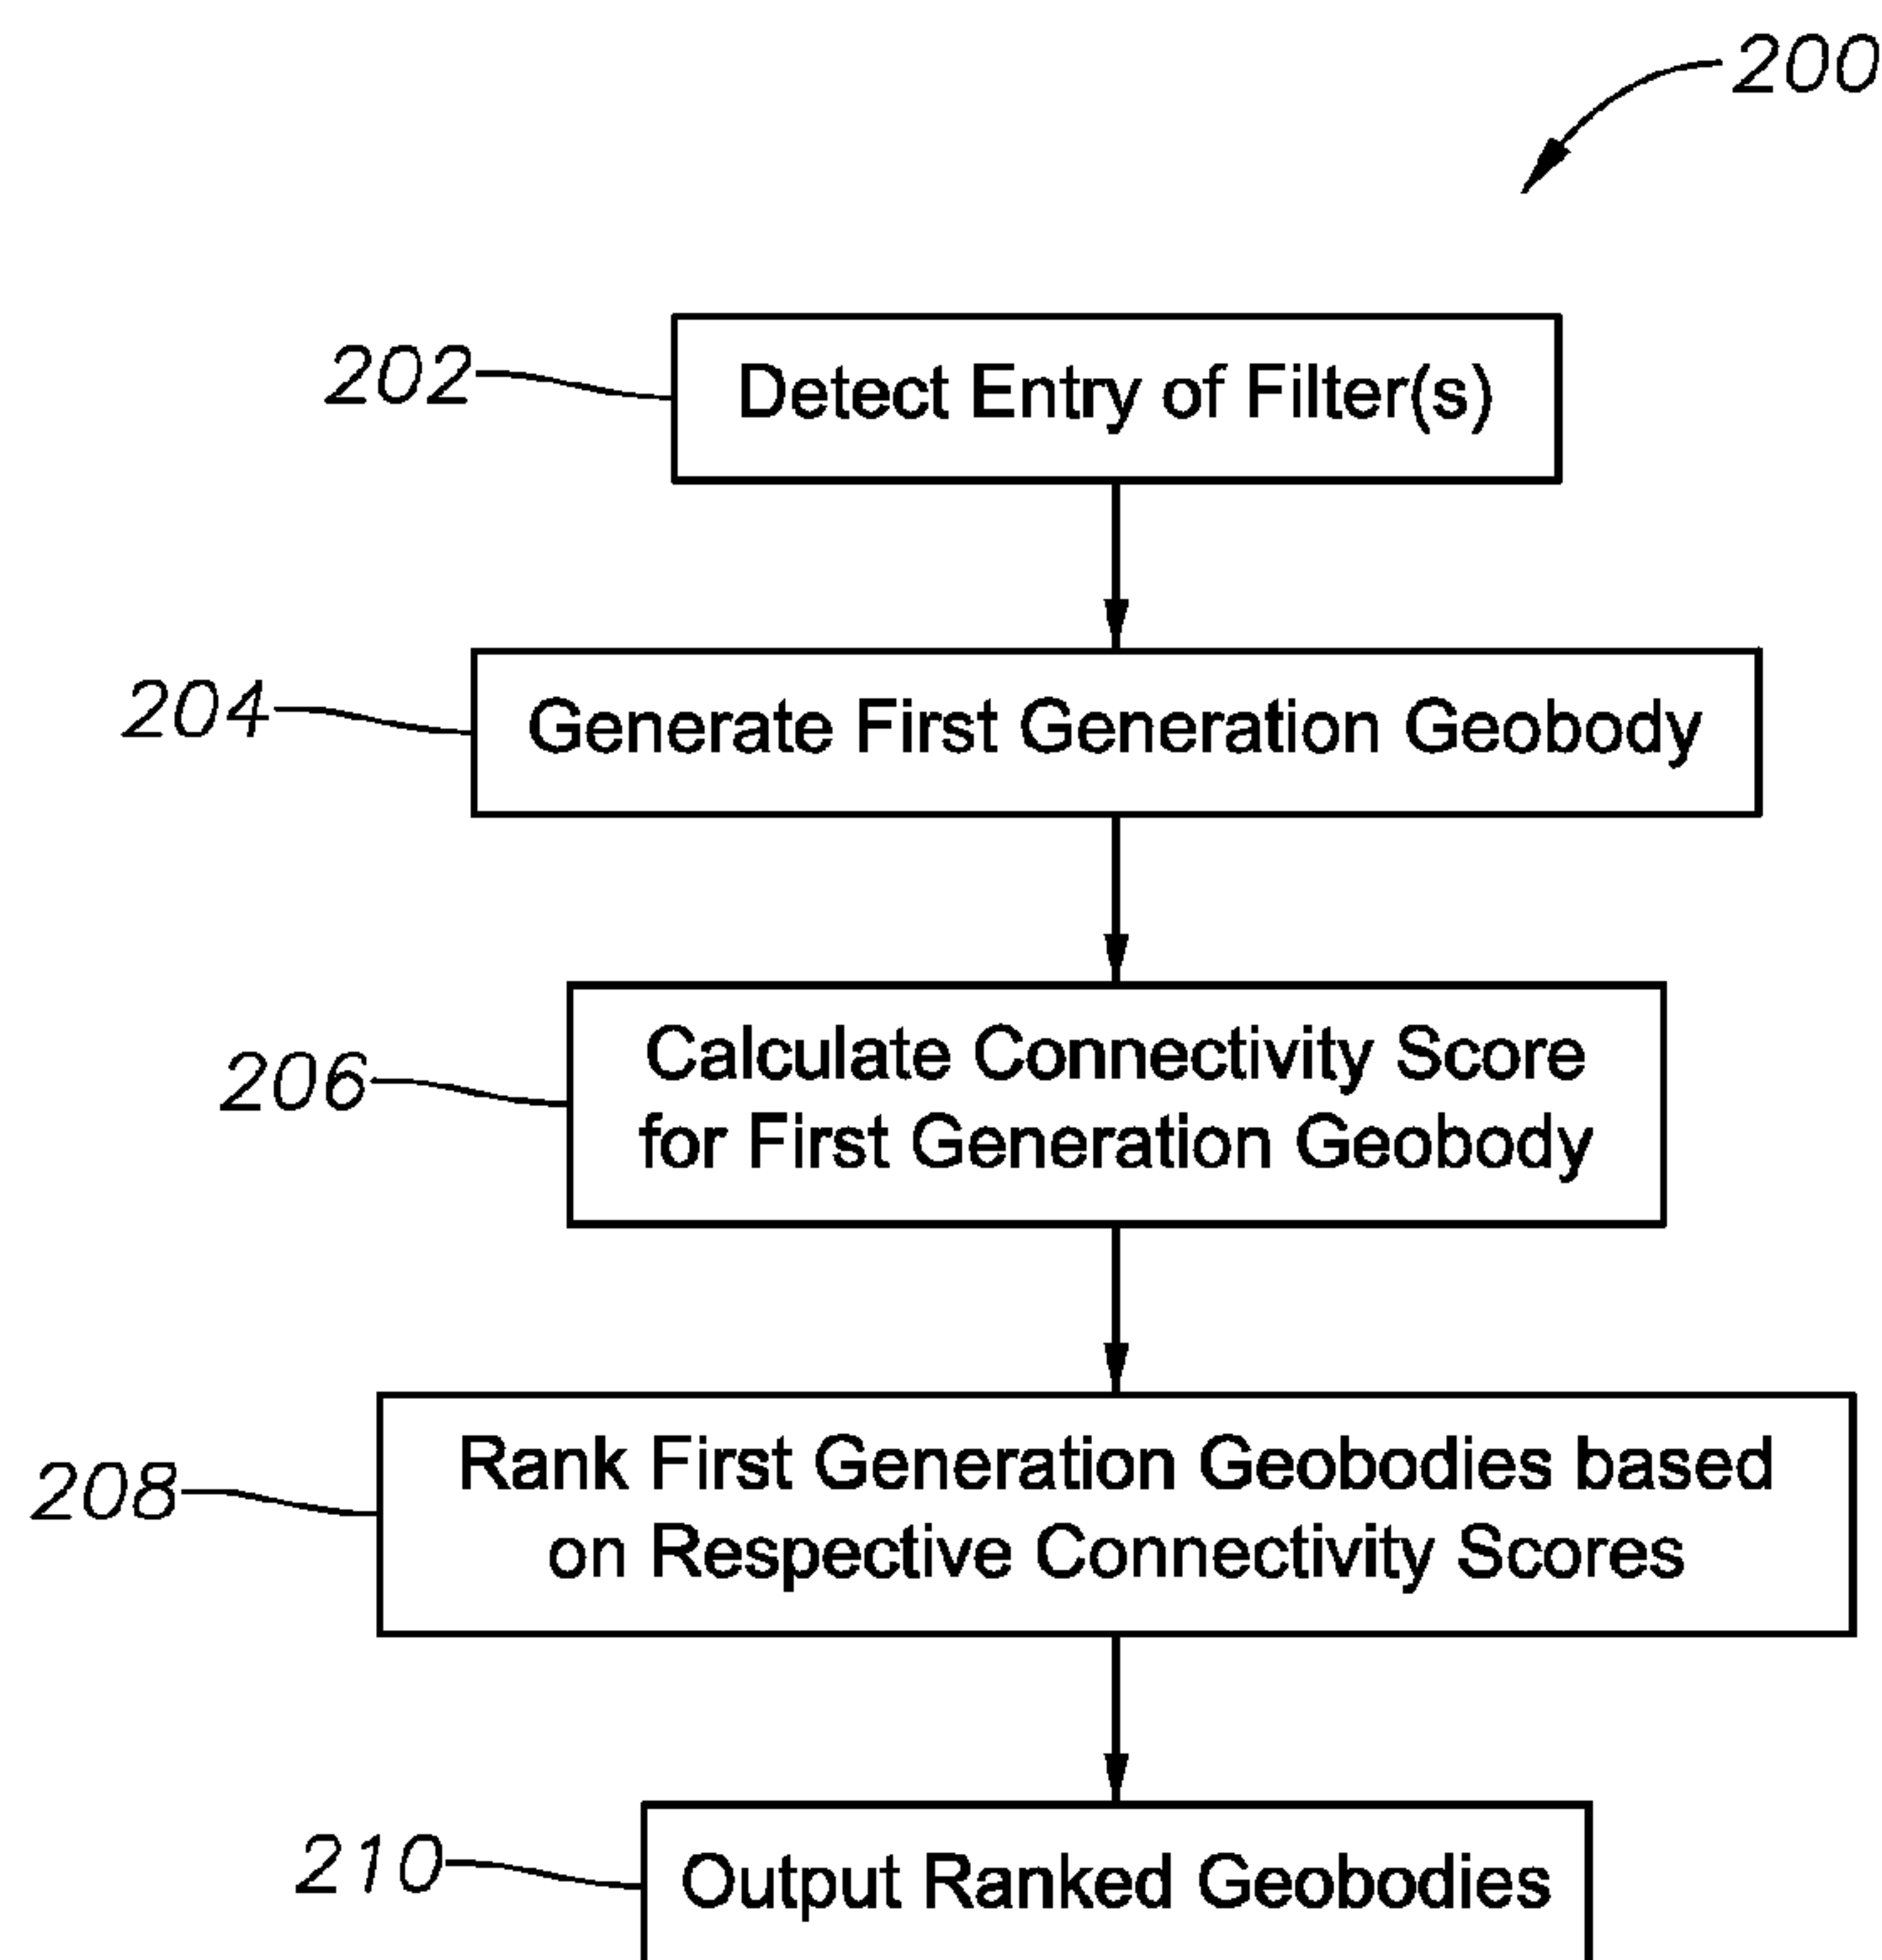 200
202
Detect Entry of Filter(s)
204
Generate First Generation Geobody
206
Calculate Connectivity Score
for First Generation Geobody
208
Rank First Generation Geobodies based
on Respective Connectivity Scores
210
Output Ranked Geobodies